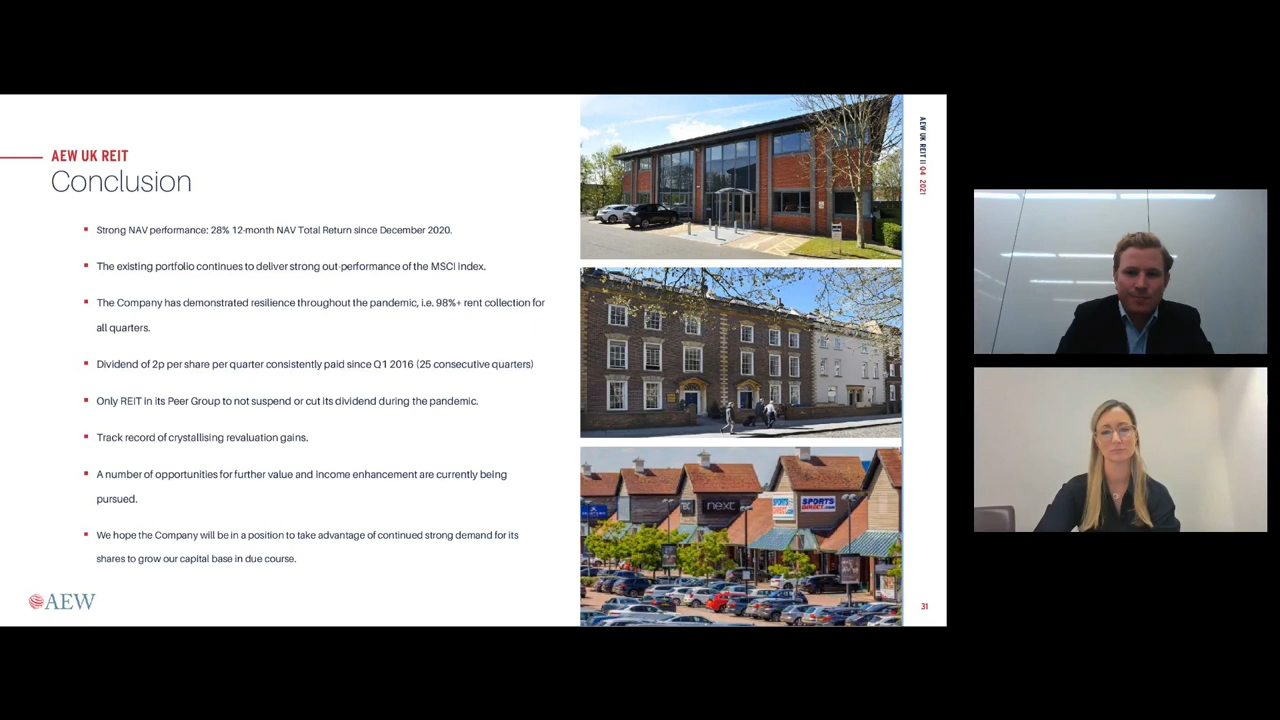 AEW UK REIT
Conclusion
Strong NAV performance: 28% 12-month NAV Total Return since December 2020.
The existing portfolio continues to deliver strong out-performance of the MSCI index.
The Company has demonstrated resilience throughout the pandemic, i.e. 98%+ rent collection for
all quarters.
Dividend of 2p per share per quarter consistently paid since Q1 2016 (25 consecutive quarters)
Only REIT in its Peer Group to not suspend or cut its dividend during the pandemic.
Track record of crystallising revaluation gains.
A number of opportunities for further value and income enhancement are currently being
pursued.
We hope the Company will be in a position to take advantage of continued strong demand for its
shares to grow our capital base in due course.
AEW
next
SPORTS
DIRECT.com
AEW UK REIT || Q4 2021
31